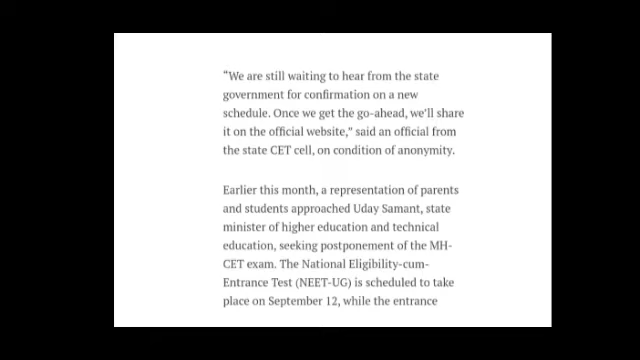 “We are still waiting to hear from the state
government for confirmation on a new
schedule. Once we get the go-ahead, we’ll share
it on the official website,” said an official from
the state CET cell, on condition of anonymity.
Earlier this month, a representation of parents
and students approached Uday Samant, state
minister of higher education and technical
education, seeking postponement of the MH-
CET exam. The National Eligibility-cum-
Entrance Test (NEET-UG) is scheduled to take
place on September 12, while the entrance